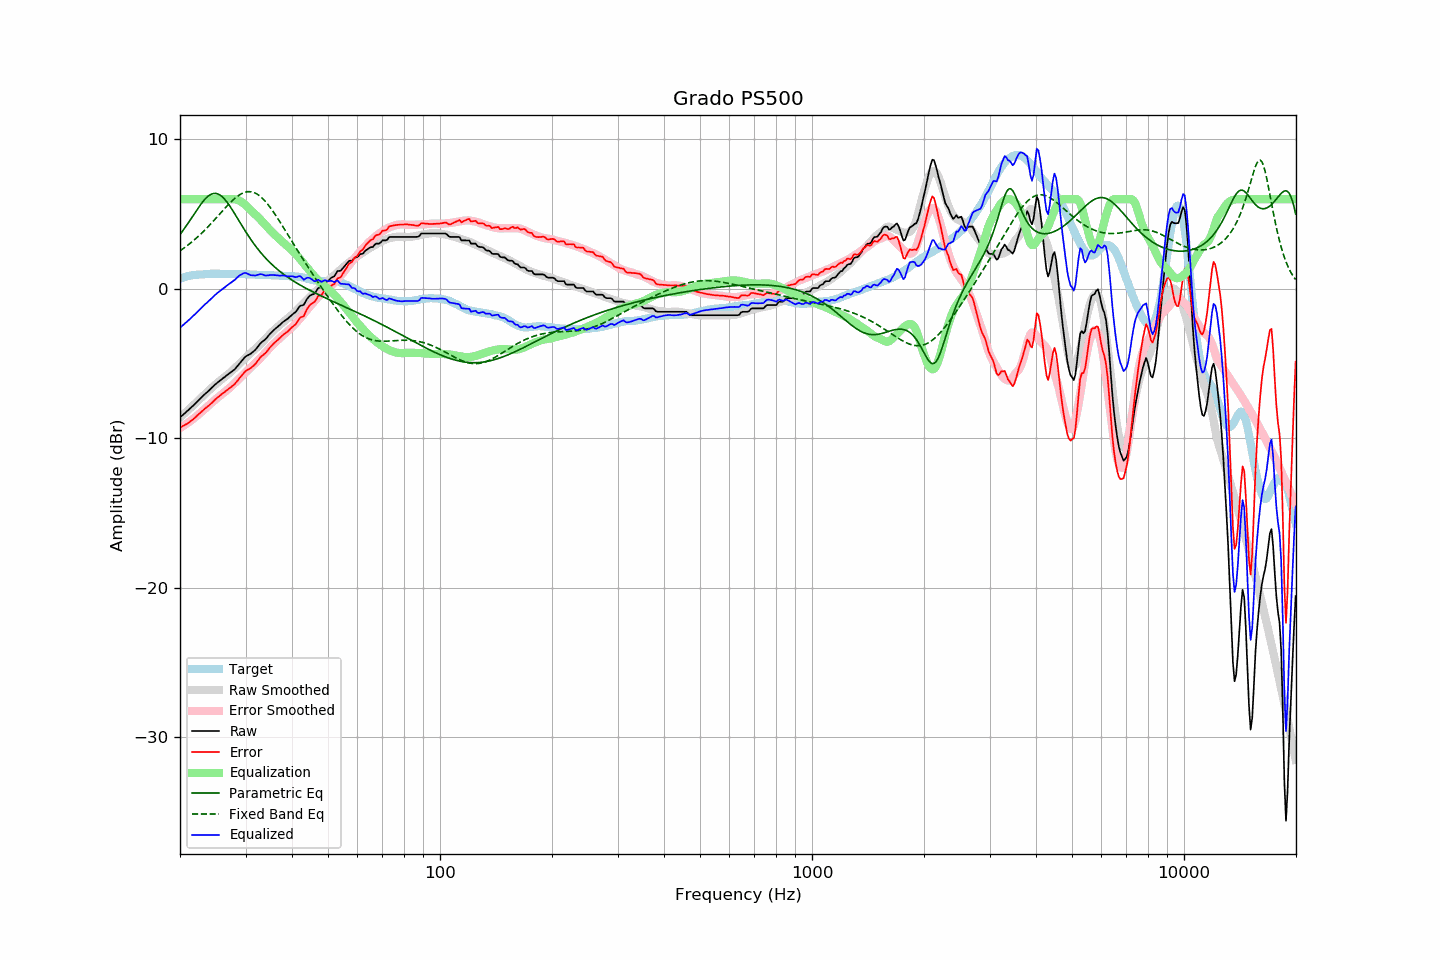 Grado PS500
10
0
−10
−20
−30
Amplitude (dBr)
Target
Raw Smoothed
Error Smoothed
Raw
Error
Equalization
Parametric Eq
Fixed Band Eq
Equalized
100
1000
10000
Frequency (Hz)